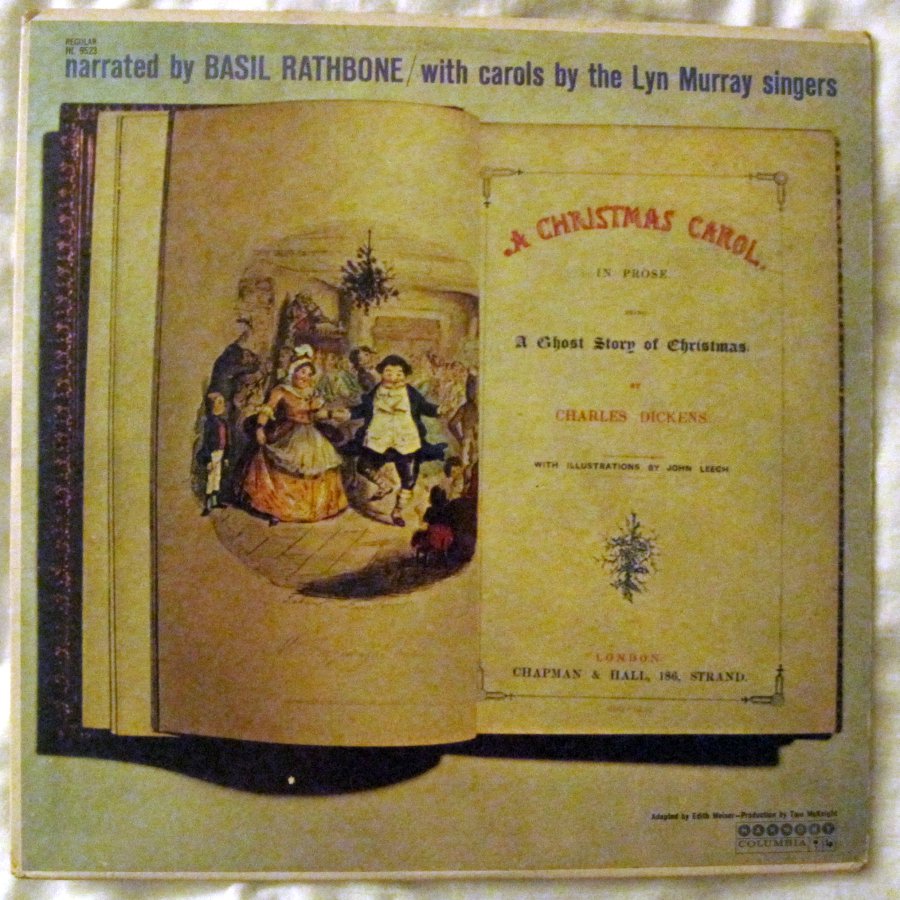 REGULAR
HL 9523
narrated by BASIL RATHBONE/with carols by the Lyn Murray singers
A CHRISTMAS CAROL.
IN PROSE
BEING
A Ghost Story of Christmas.
BY
CHARLES DICKENS.
WITH ILLUSTRATIONS BY JOHN LEECH
LONDON
CHAPMAN & HALL, 186, STRAND.
Adapted by Edith Meiser—Production by Tom McKnight
HARMONY
COLUMBIA